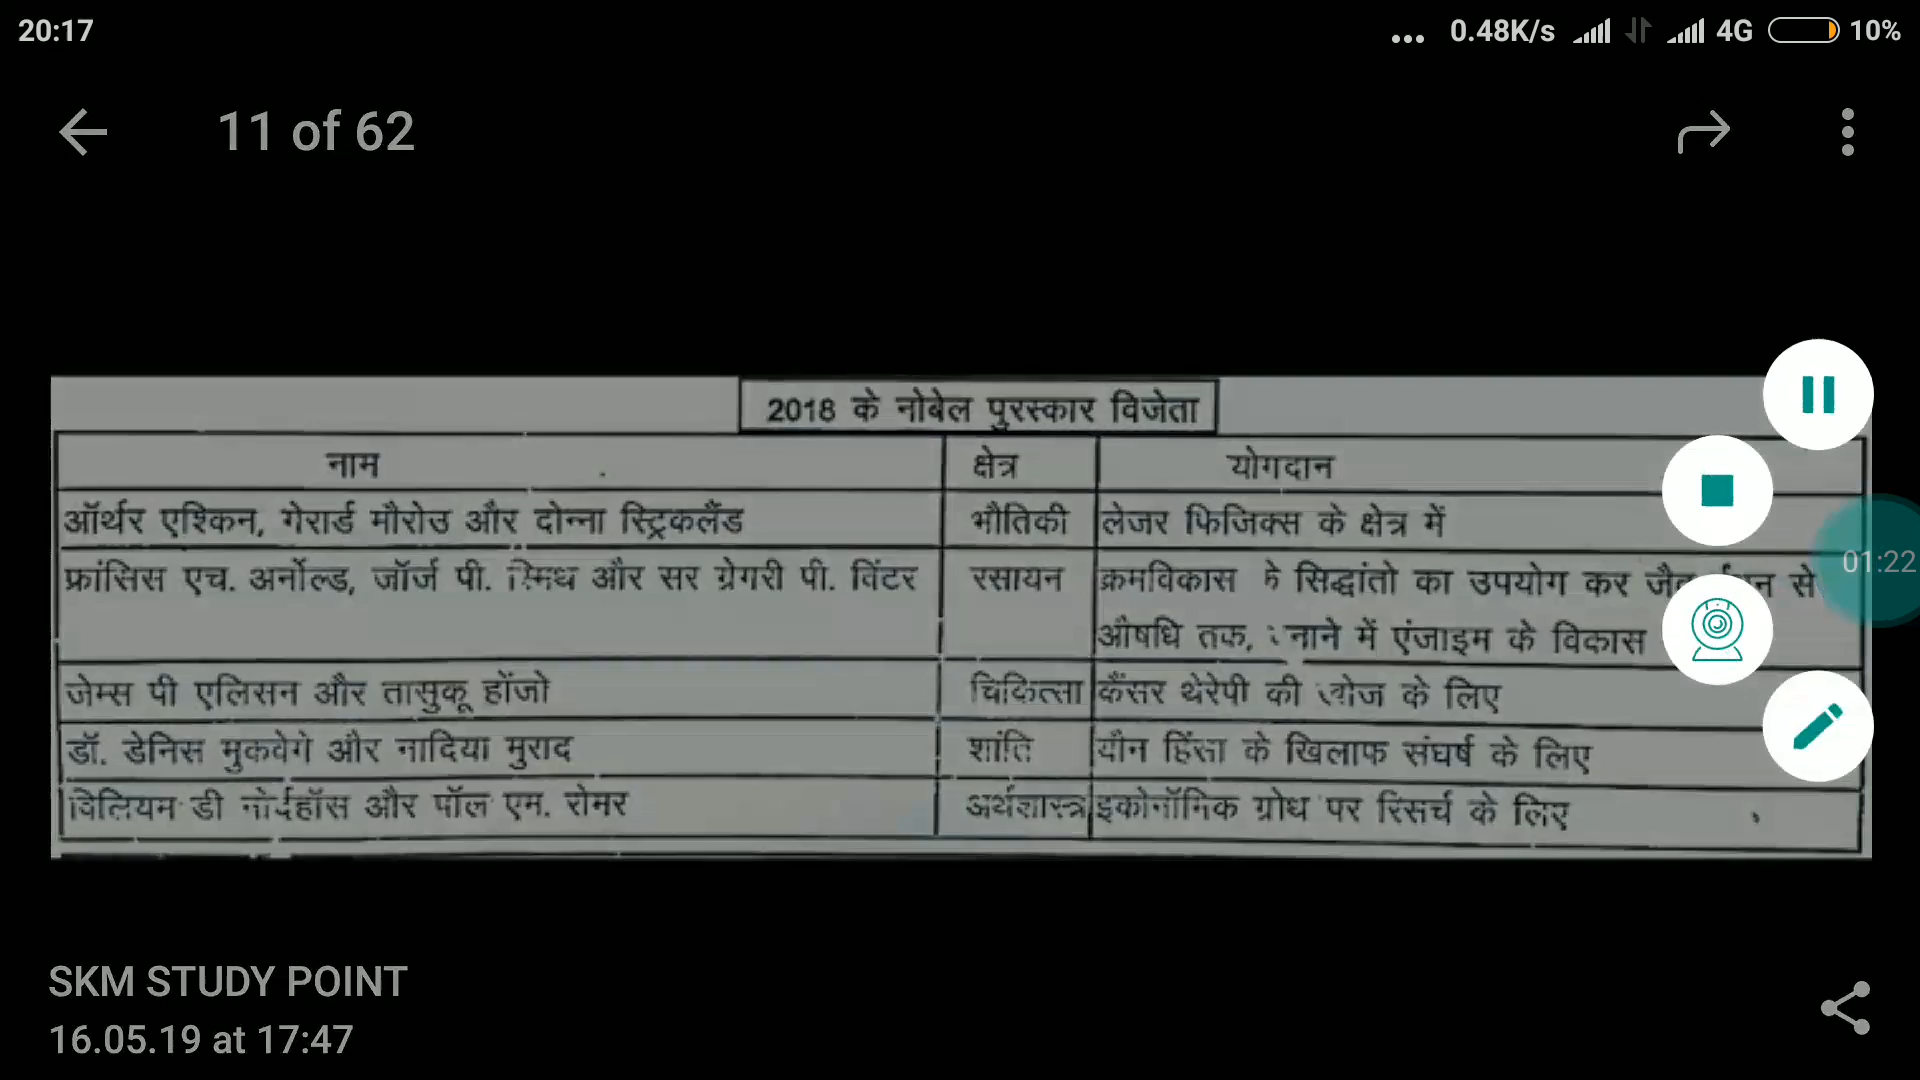 20:17
... 0.48K/s 4G 10%
11 of 62
2018 के नोबेल पुरस्कार विजेता
नाम क्षेत्र योगदान
ऑर्थर एश्किन, गेरार्ड मौरोउ और दोन्ना स्ट्रिकलैंड भौतिकी लेजर फिजिक्स के क्षेत्र में
फ्रांसिस एच. अर्नोल्ड, जॉर्ज पी. स्मिथ और सर ग्रेगरी पी. विंटर रसायन क्रमविकास के सिद्धांतो का उपयोग कर से
01:22
औषधि तक, बनाने में एंजाइम के विकास
जेम्स पी एलिसन और तासुकू होंजो चिकित्सा कैंसर थेरेपी की खोज के लिए
डॉ. डेनिस मुकवेगे और नादिया मुराद शांति यौन हिंसा के खिलाफ संघर्ष के लिए
विलियम डी नोर्दहॉस और पॉल एम. रोमर अर्थशास्त्र इकोनॉमिक ग्रोथ पर रिसर्च के लिए
SKM STUDY POINT
16.05.19 at 17:47